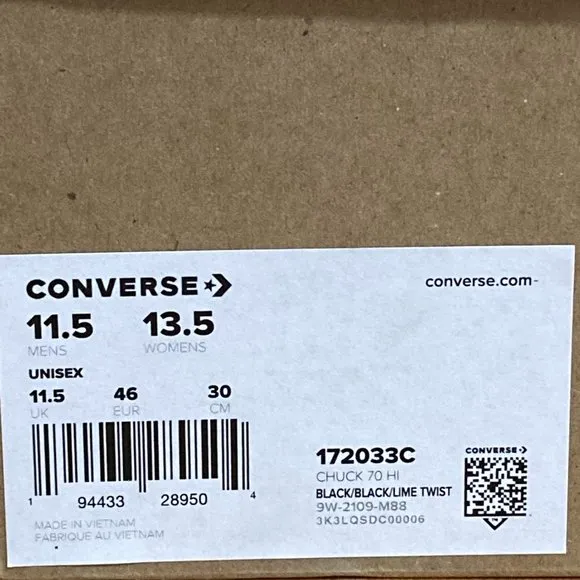 CONVERSE
converse.com
11.5 13.5
MENS WOMENS
UNISEX
11.5 46 30
UK EUR CM
1 94433 28950 4
MADE IN VIETNAM
FABRIQUE AU VIETNAM
172033C
CHUCK 70 HI
BLACK/BLACK/LIME TWIST
9W-2109-M88
3K3LQSDC00006
CONVERSE